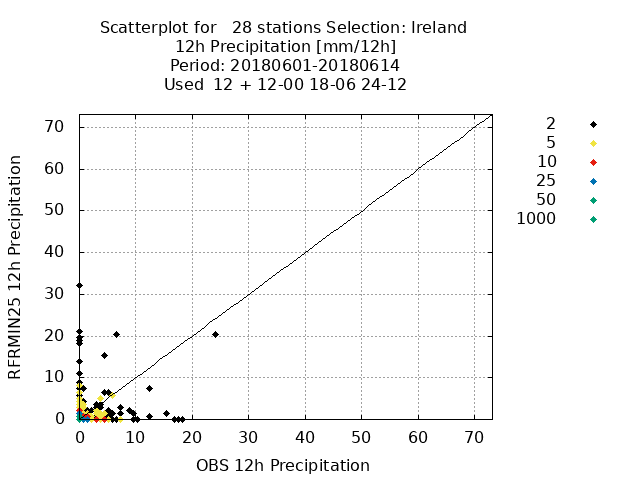 Scatterplot for   28 stations Selection: Ireland
12h Precipitation [mm/12h]
Period: 20180601-20180614
Used  12 + 12-00 18-06 24-12
RFRMIN25 12h Precipitation
70
60
50
40
30
20
10
0
0 10 20 30 40 50 60 70
OBS 12h Precipitation
2
5
10
25
50
1000